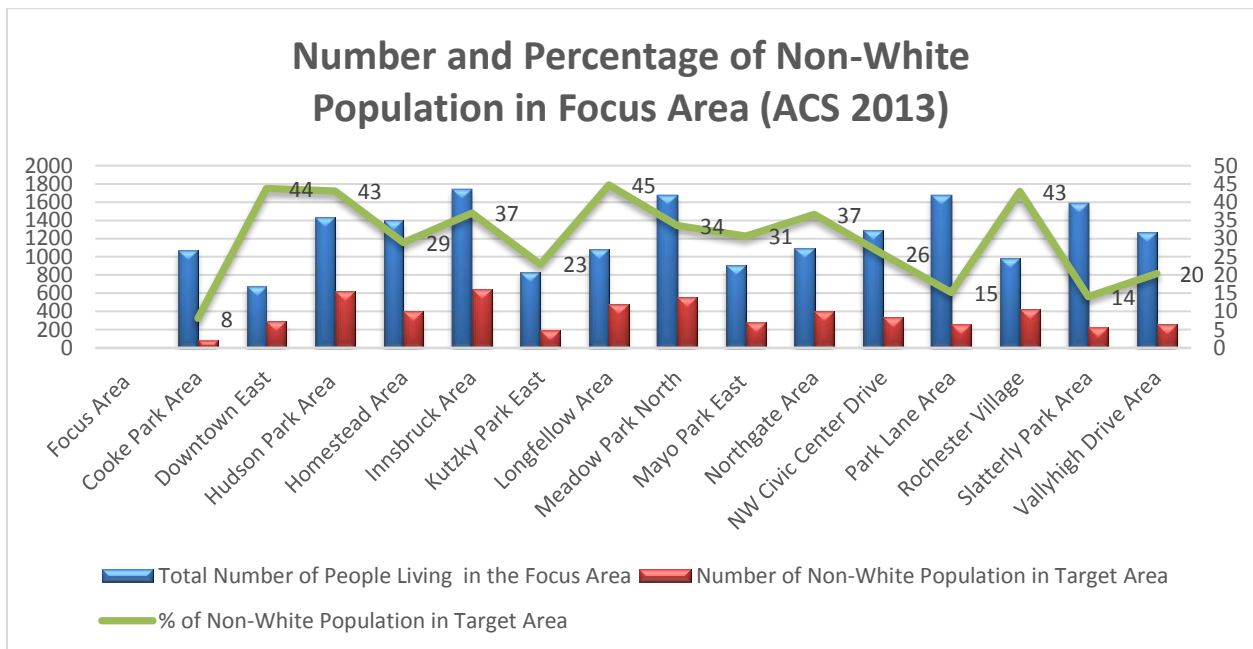 Number and Percentage of Non-White
Population in Focus Area (ACS 2013)
2000
1800
1600
1400
1200
1000
800
600
400
200
0
50
45
40
35
30
25
20
15
10
5
0
8
44
43
29
37
23
45
34
31
37
26
15
43
14
20
Focus Area
Cooke Park Area
Downtown East
Hudson Park Area
Homestead Area
Innsbruck Area
Kutzky Park East
Longfellow Area
Meadow Park North
Mayo Park East
Northgate Area
NW Civic Center Drive
Park Lane Area
Rochester Village
Slatterly Park Area
Vallyhigh Drive Area
Total Number of People Living in the Focus Area
Number of Non-White Population in Target Area
% of Non-White Population in Target Area